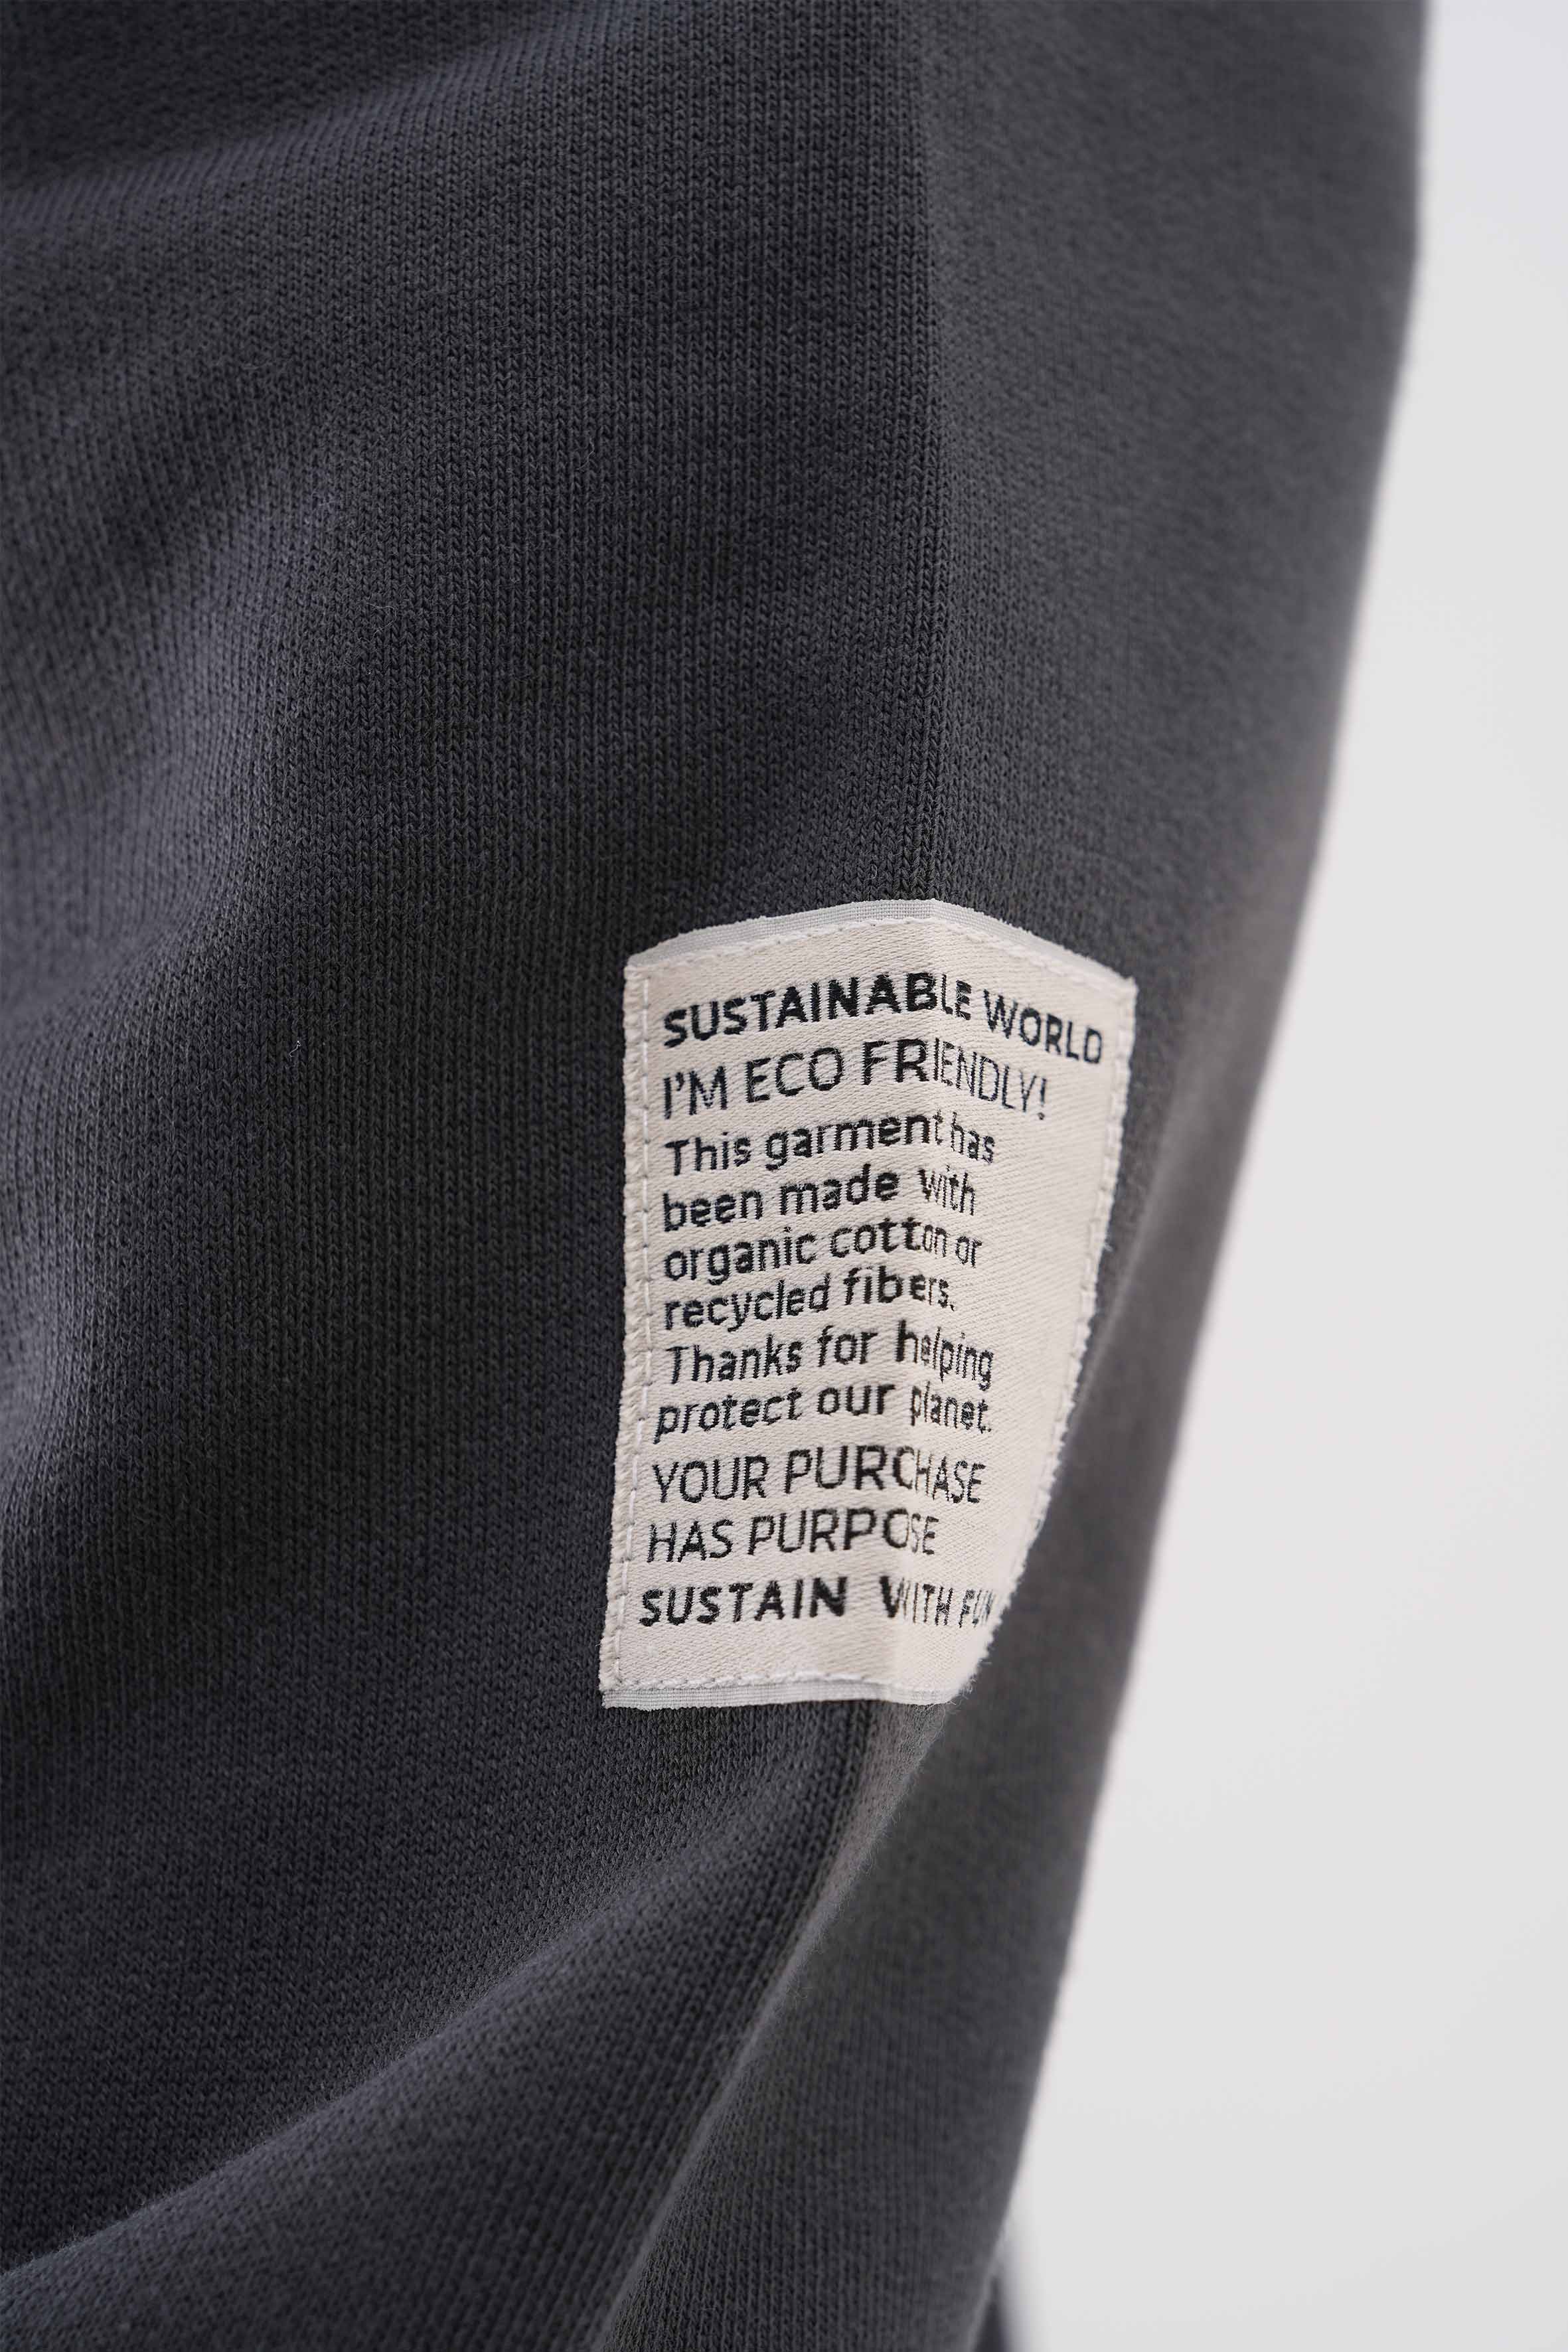 SUSTAINABLE WORLD
I'M ECO FRIENDLY!
This garment has
been made with
organic cotton or
recycled fibers.
Thanks for helping
protect our planet.
YOUR PURCHASE
HAS PURPOSE
SUSTAIN WITH FUN